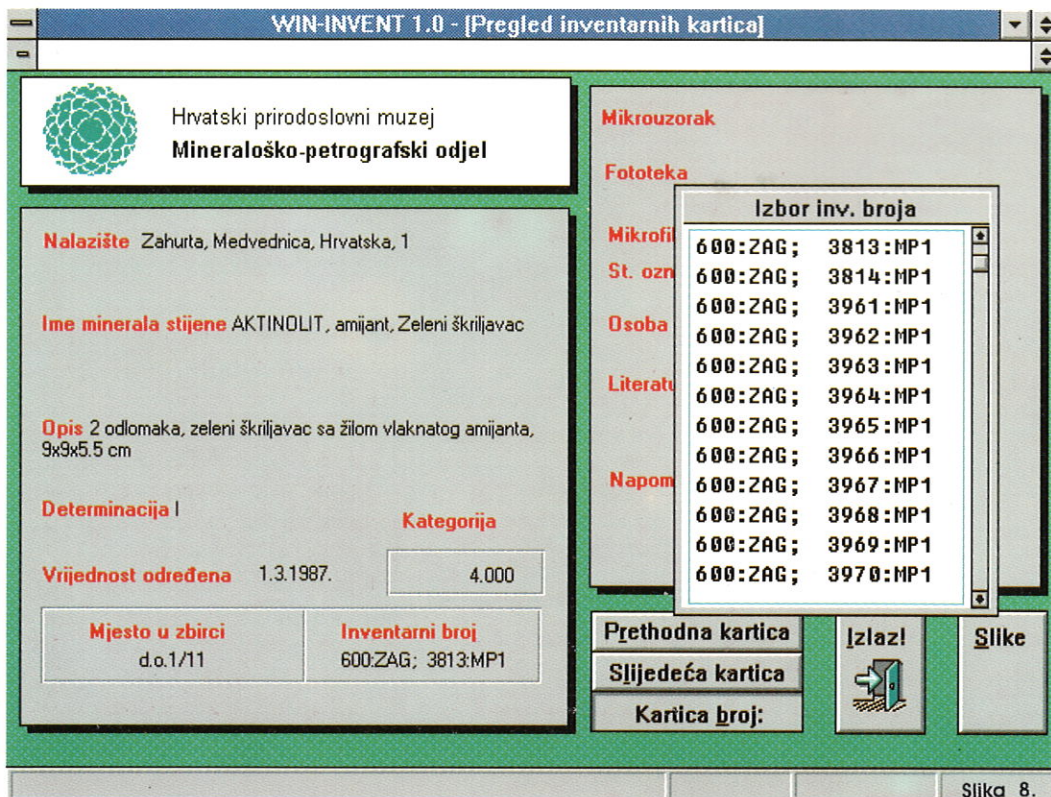 WIN-INVENT 1.0 - [Pregled inventarnih kartica]
Hrvatski prirodoslovni muzej
Mineraloško-petrografski odjel
Nalazište Zahurta, Medvednica, Hrvatska, 1
Ime minerala stijene AKTINOLIT, amijant, Zeleni škriljavac
Opis 2 odlomaka, zeleni škriljavac sa žilom vlaknatog amijanta,
9x9x5.5 cm
Determinacija I
Kategorija
Vrijednost određena 1.3.1987. 4.000
Mjesto u zbirci
d.o.1/11
Inventarni broj
600:ZAG; 3813:MP1
Mikrouzorak
Fototeka
Mikrofil
St. ozn
Osoba
Literatu
Napom
Izbor inv. broja
600:ZAG; 3813:MP1
600:ZAG; 3814:MP1
600:ZAG; 3961:MP1
600:ZAG; 3962:MP1
600:ZAG; 3963:MP1
600:ZAG; 3964:MP1
600:ZAG; 3965:MP1
600:ZAG; 3966:MP1
600:ZAG; 3967:MP1
600:ZAG; 3968:MP1
600:ZAG; 3969:MP1
600:ZAG; 3970:MP1
Prethodna kartica
Slijedeća kartica
Kartica broj:
Izlaz!
Slike
Slika 8.